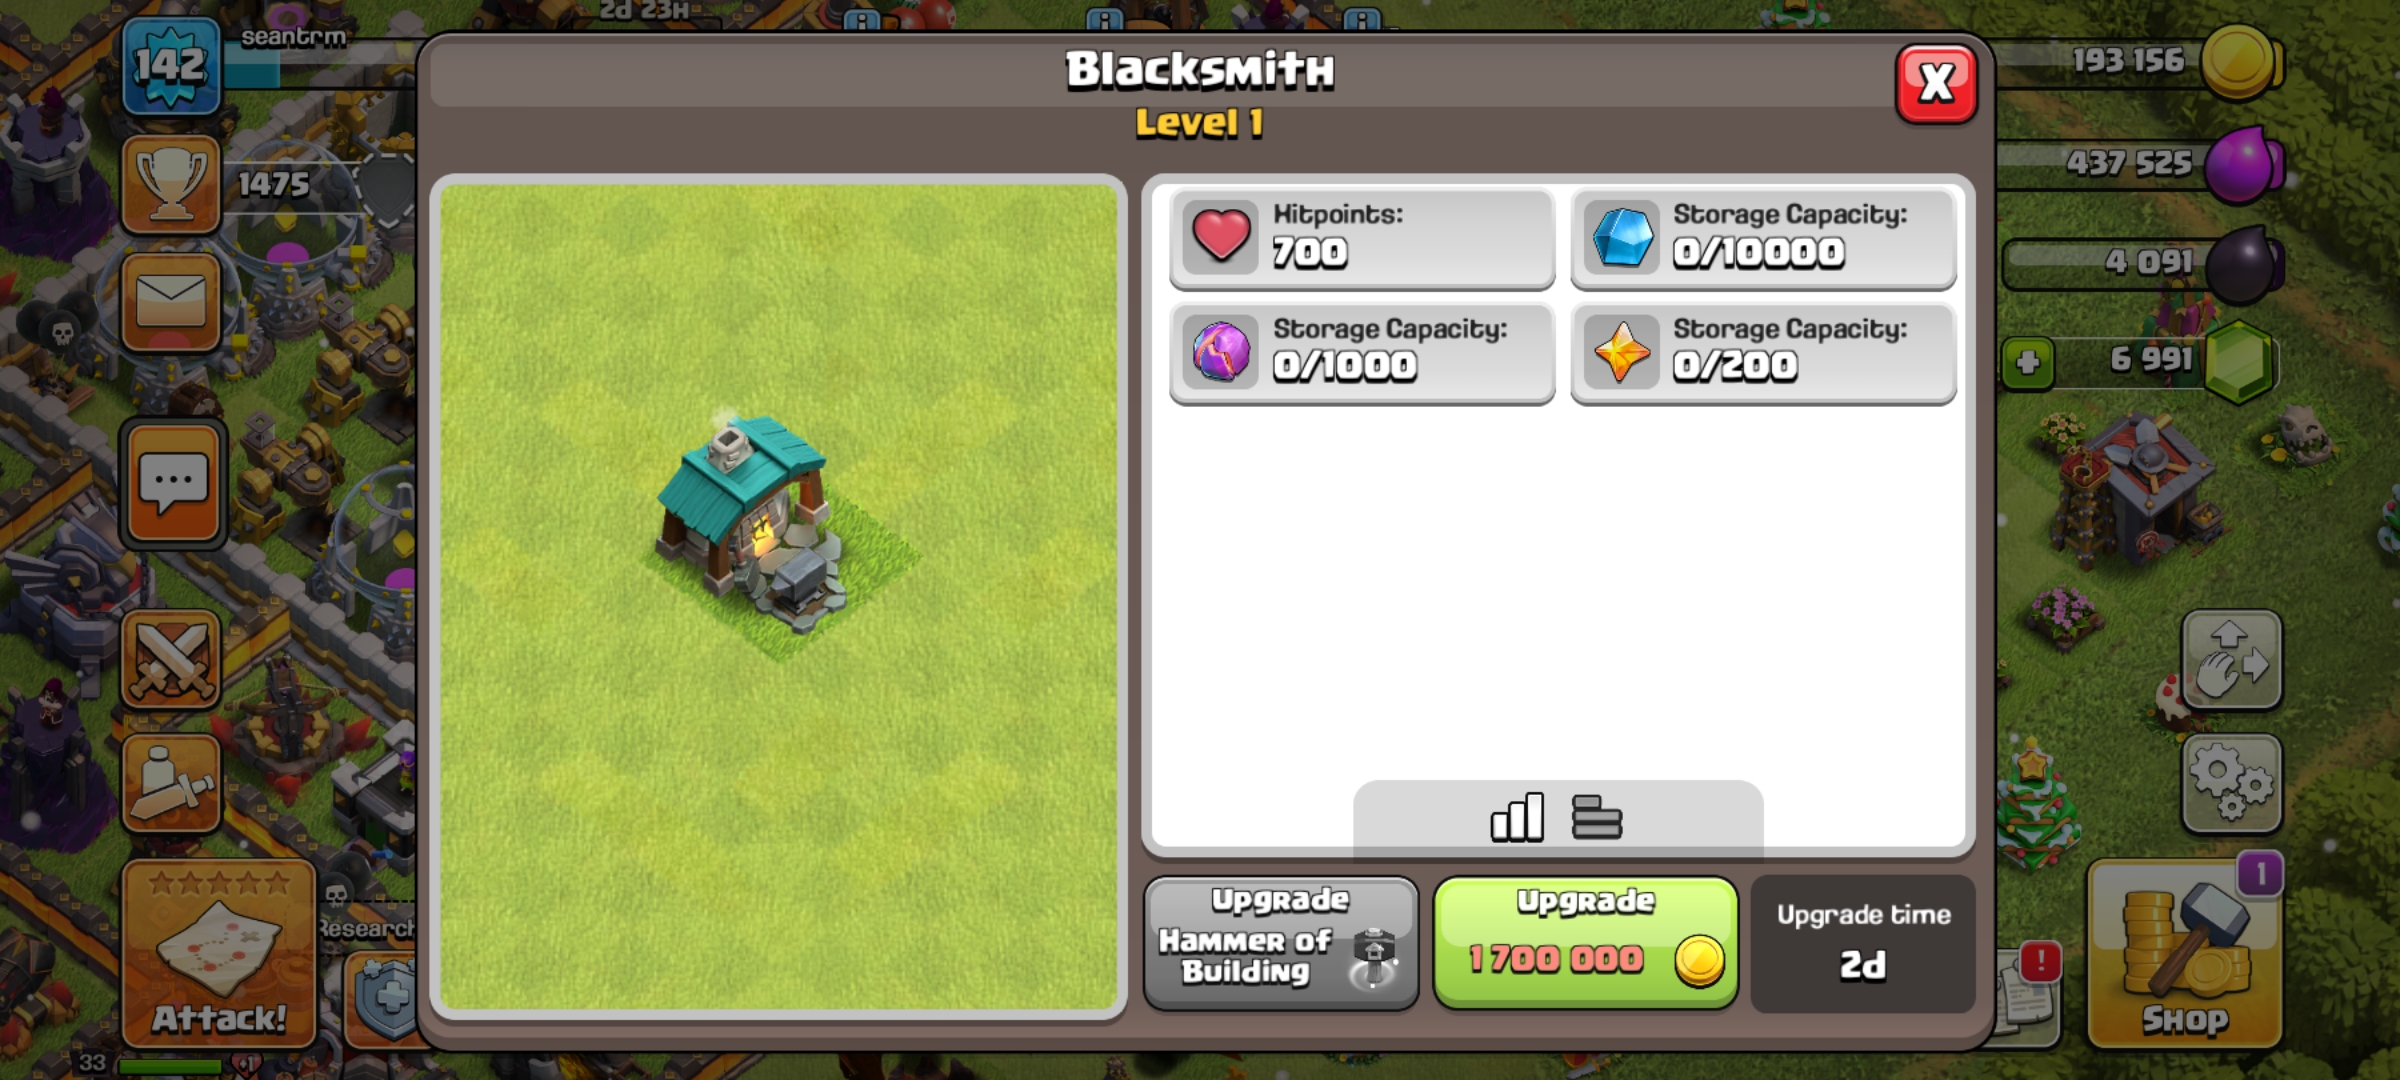 2d 23H
142
seantrm
1475
Blacksmith
Level 1
X
193 156
437 525
4 091
6 991
Hitpoints:
700
Storage Capacity:
0/10000
Storage Capacity:
0/1000
Storage Capacity:
0/200
Upgrade
Hammer of
Building
Upgrade
1 700 000
Upgrade time
2d
Research
Attack!
33
+1
!
1
Shop